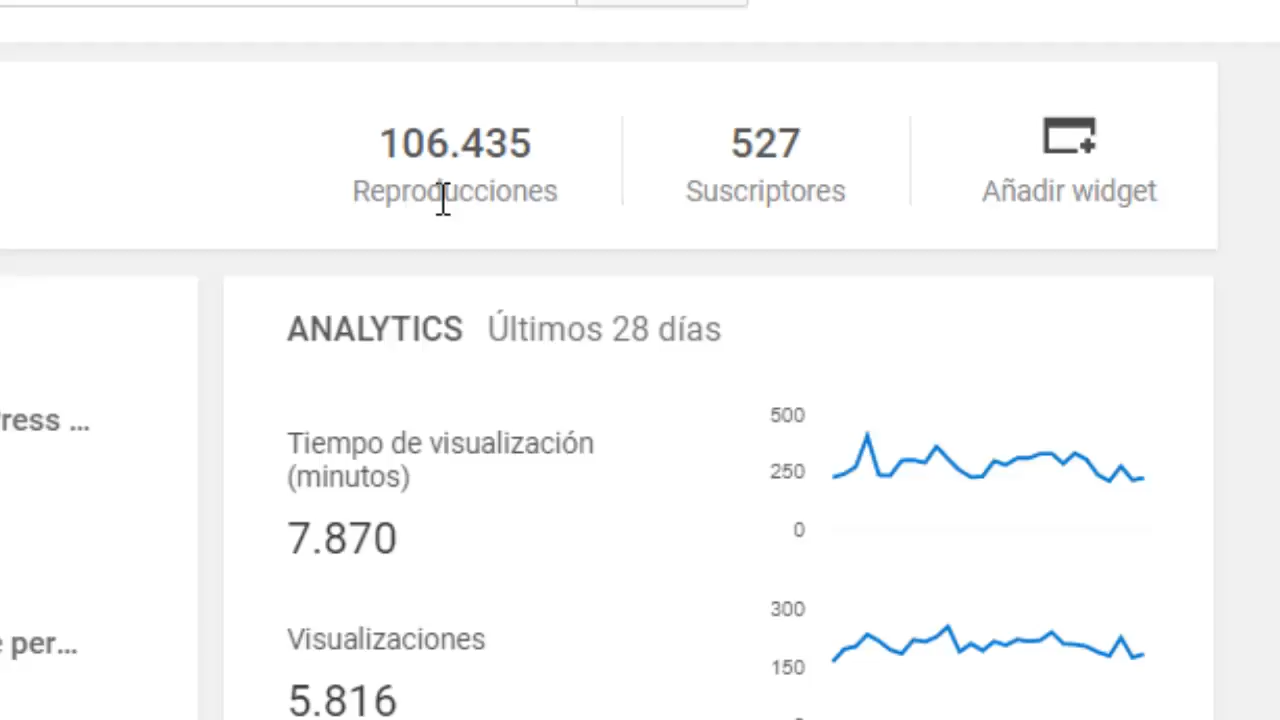 106.435
Reproducciones
527
Suscriptores
Añadir widget
ANALYTICS Últimos 28 días
ress ...
per...
Tiempo de visualización
(minutos)
7.870
500
250
0
Visualizaciones
5.816
300
150